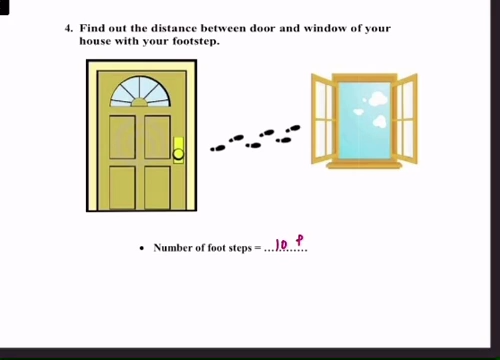 4. Find out the distance between door and window of your
house with your footstep.
• Number of foot steps = ....10 P....